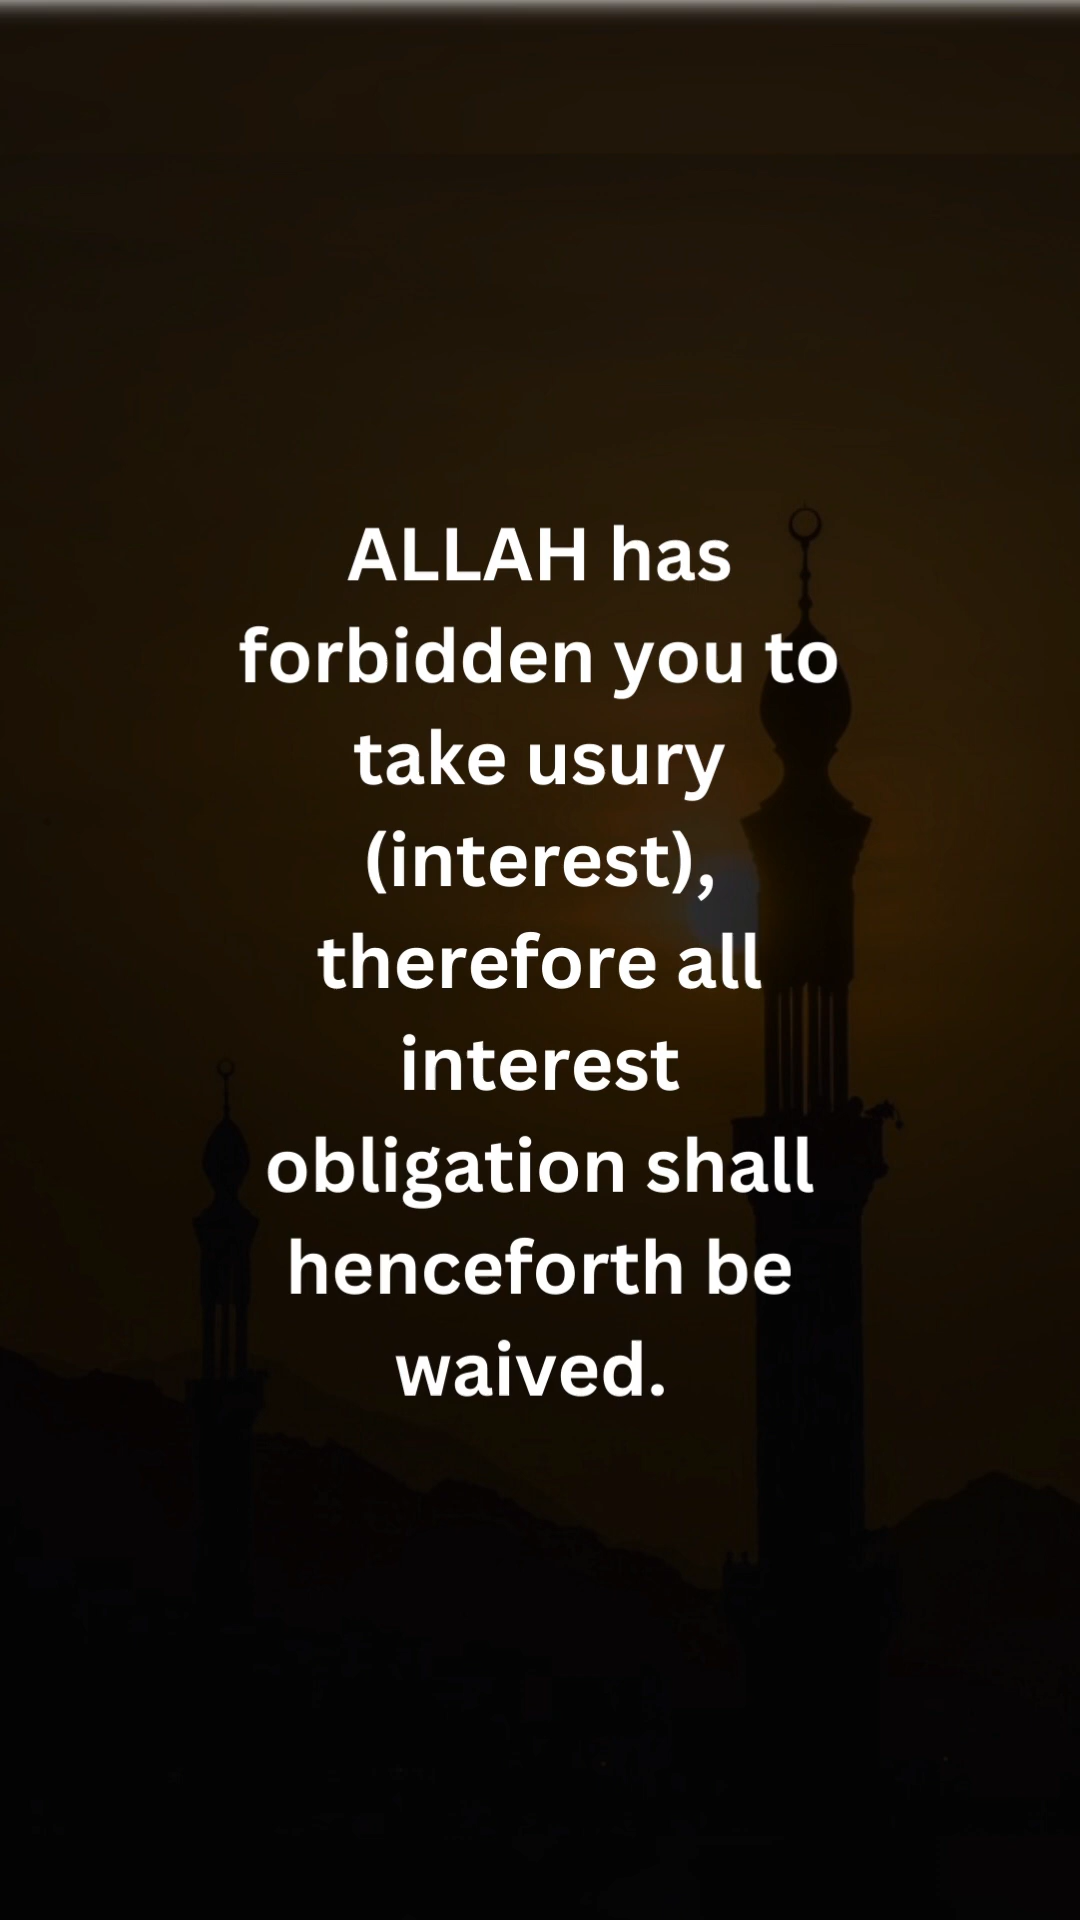 ALLAH has
forbidden you to
take usury
(interest),
therefore all
interest
obligation shall
henceforth be
waived.